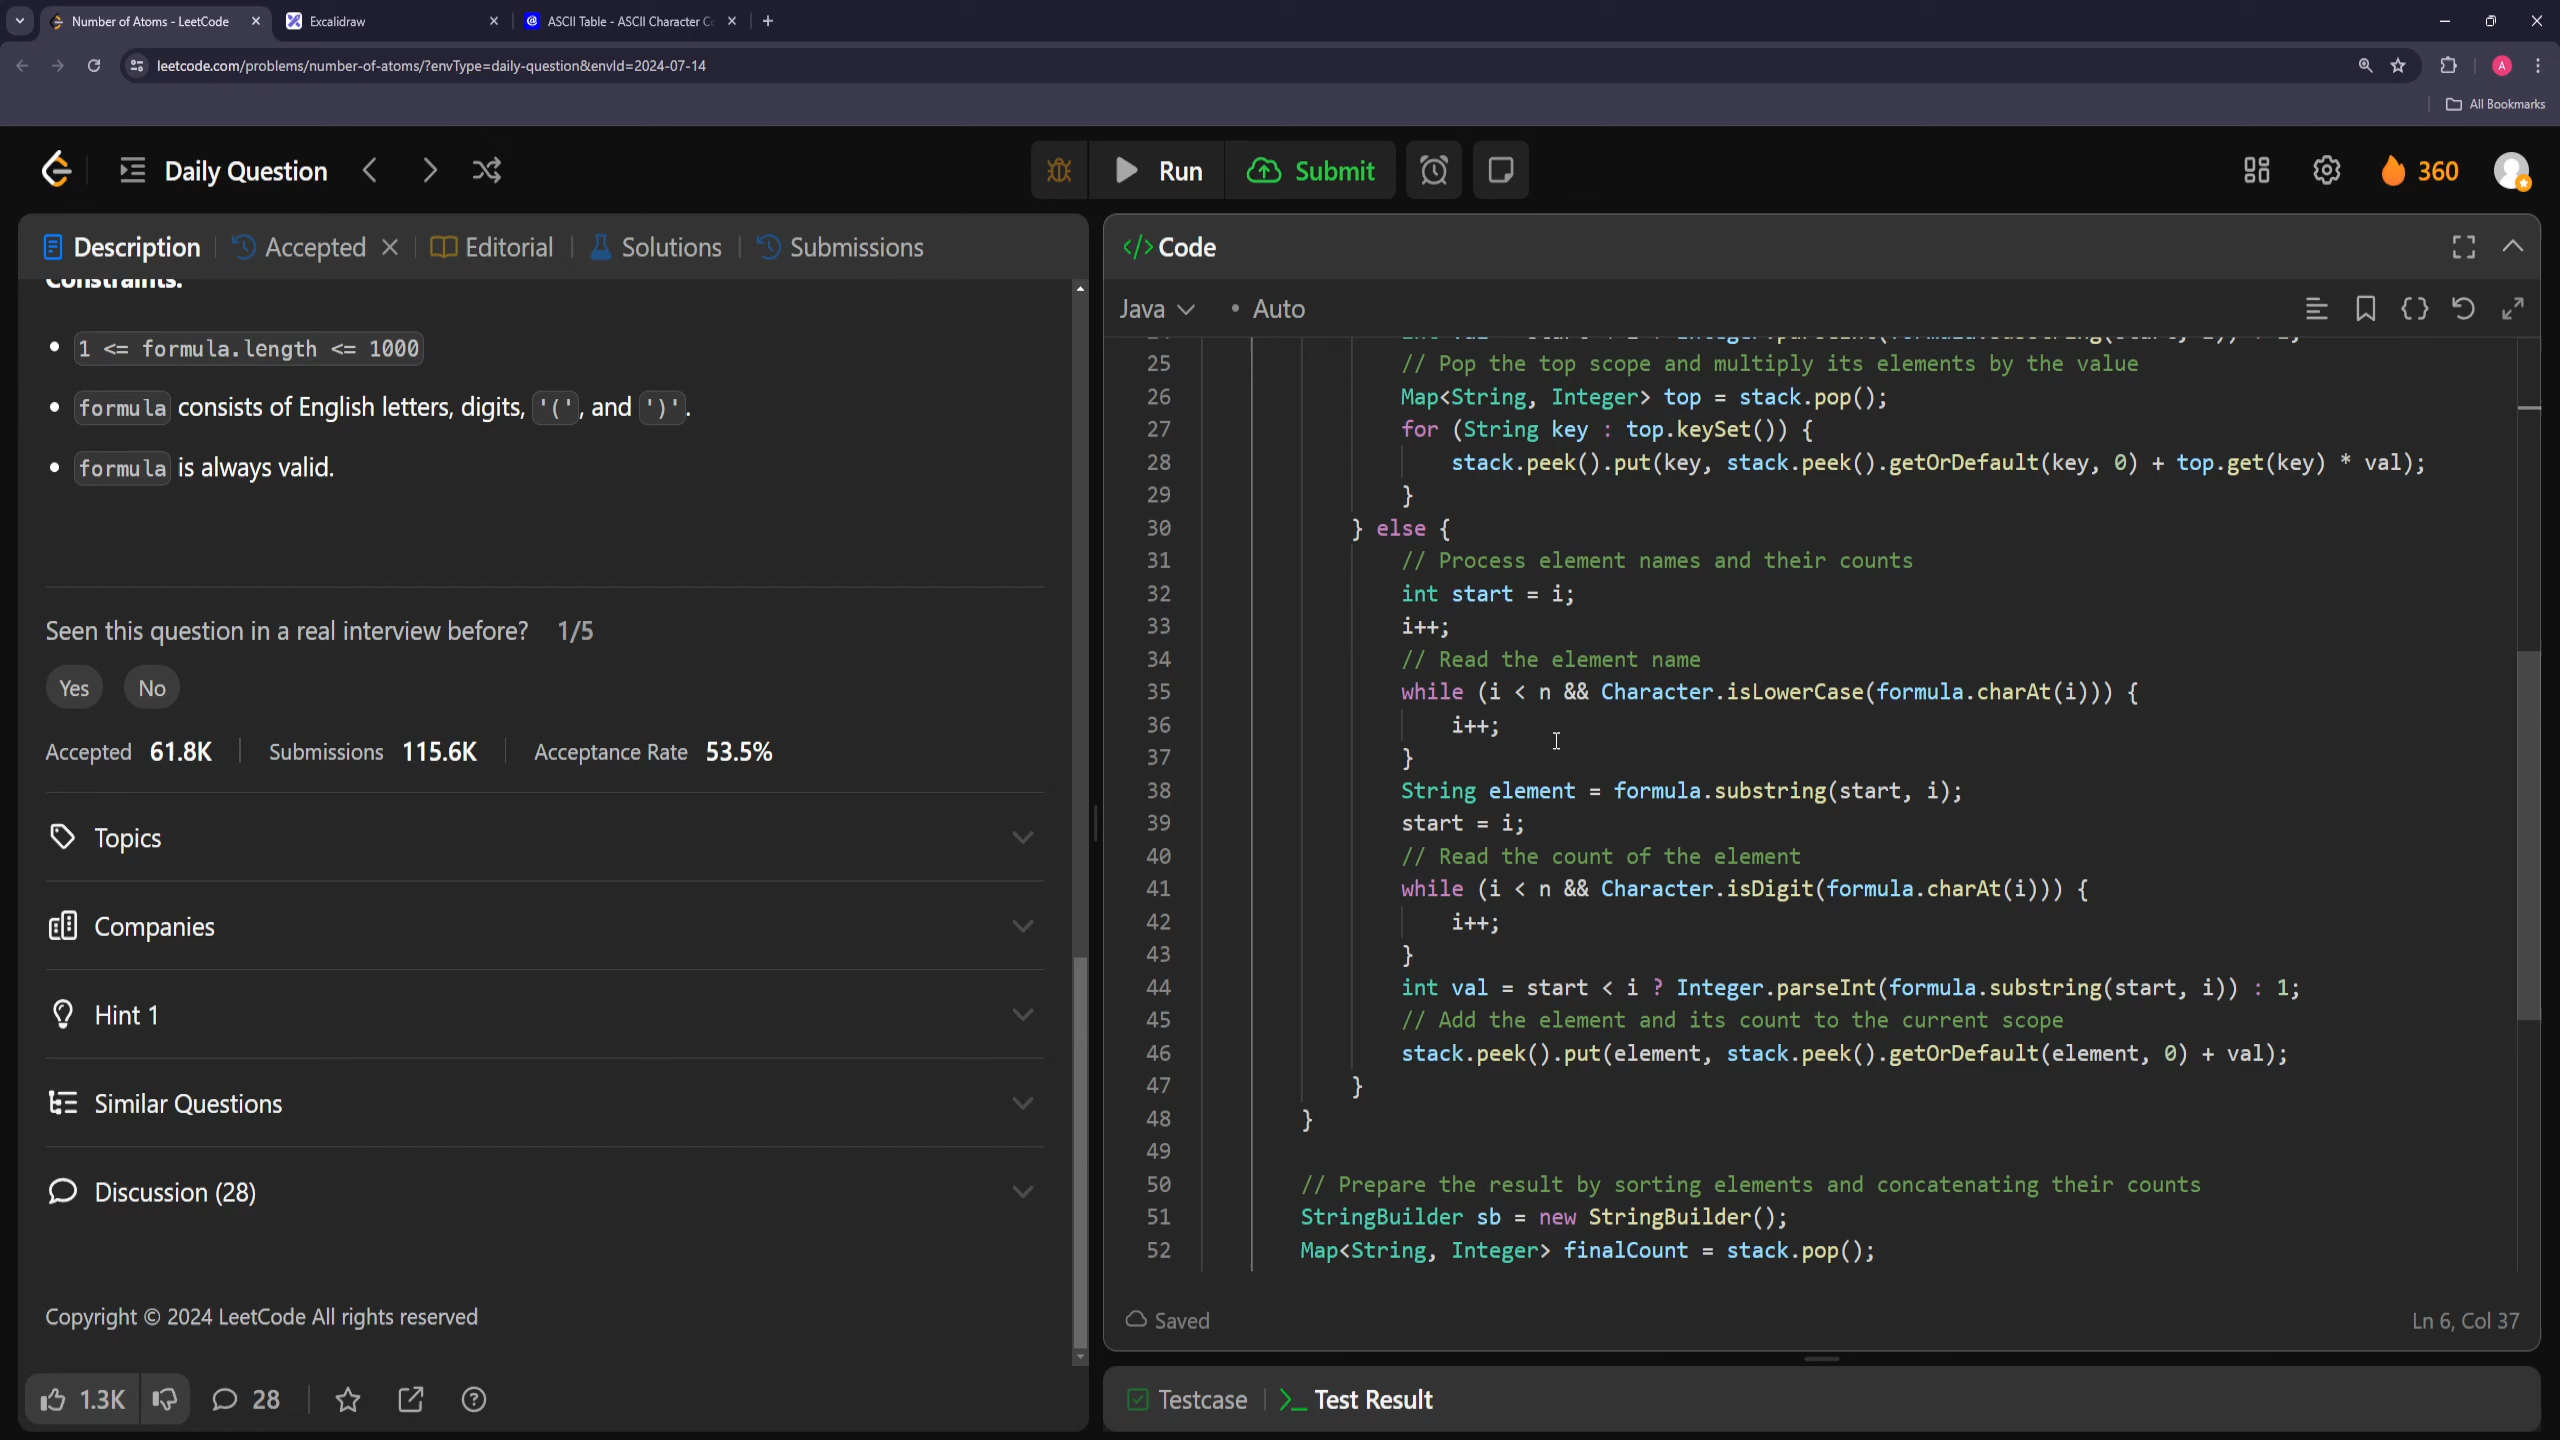 Number of Atoms - LeetCode
Excalidraw
ASCII Table - ASCII Character C
leetcode.com/problems/number-of-atoms/?envType=daily-question&envId=2024-07-14
A
All Bookmarks
Daily Question
Run
Submit
360
Description
Accepted
Editorial
Solutions
Submissions
Constraints:
1 <= formula.length <= 1000
formula consists of English letters, digits, '(', and ')'.
formula is always valid.
Seen this question in a real interview before? 1/5
Yes
No
Accepted 61.8K
Submissions 115.6K
Acceptance Rate 53.5%
Topics
Companies
Hint 1
Similar Questions
Discussion (28)
Copyright © 2024 LeetCode All rights reserved
1.3K
28
</> Code
Java
• Auto
25 // Pop the top scope and multiply its elements by the value
26 Map<String, Integer> top = stack.pop();
27 for (String key : top.keySet()) {
28 stack.peek().put(key, stack.peek().getOrDefault(key, 0) + top.get(key) * val);
29 }
30 } else {
31 // Process element names and their counts
32 int start = i;
33 i++;
34 // Read the element name
35 while (i < n && Character.isLowerCase(formula.charAt(i))) {
36 i++;
37 }
38 String element = formula.substring(start, i);
39 start = i;
40 // Read the count of the element
41 while (i < n && Character.isDigit(formula.charAt(i))) {
42 i++;
43 }
44 int val = start < i ? Integer.parseInt(formula.substring(start, i)) : 1;
45 // Add the element and its count to the current scope
46 stack.peek().put(element, stack.peek().getOrDefault(element, 0) + val);
47 }
48 }
49
50 // Prepare the result by sorting elements and concatenating their counts
51 StringBuilder sb = new StringBuilder();
52 Map<String, Integer> finalCount = stack.pop();
Saved
Ln 6, Col 37
Testcase
Test Result